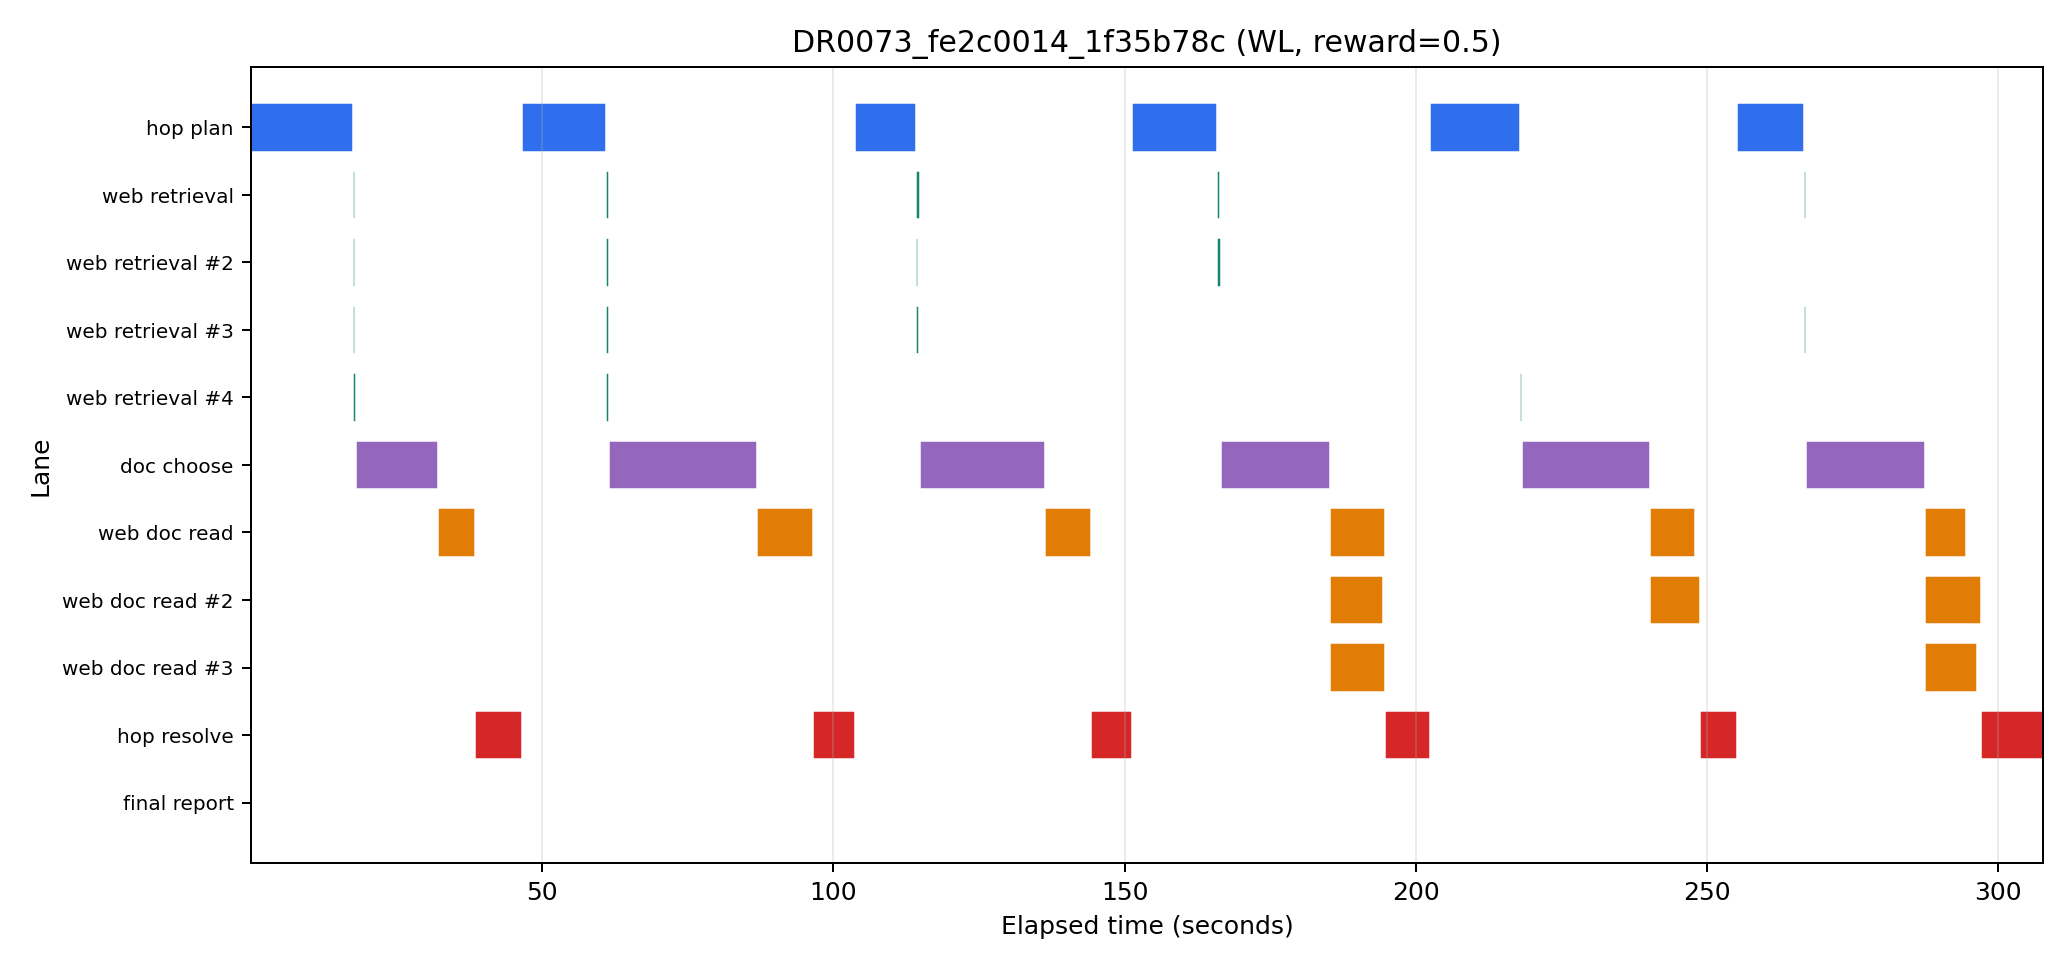 DR0073_fe2c0014_1f35b78c (WL, reward=0.5)
hop plan
web retrieval
web retrieval #2
web retrieval #3
web retrieval #4
doc choose
web doc read
web doc read #2
web doc read #3
hop resolve
final report
Lane
50 100 150 200 250 300
Elapsed time (seconds)